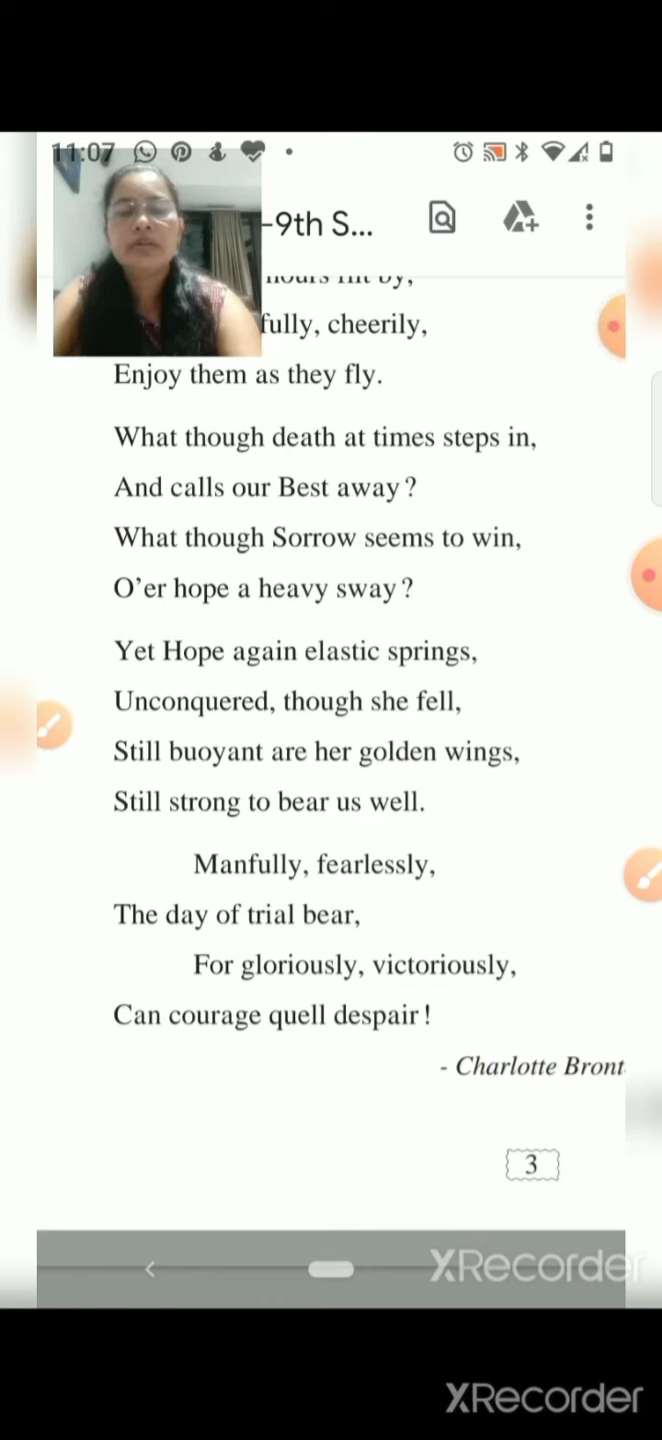 11:07
-9th S...
hours flit by,
fully, cheerily,
Enjoy them as they fly.
What though death at times steps in,
And calls our Best away?
What though Sorrow seems to win,
O'er hope a heavy sway?
Yet Hope again elastic springs,
Unconquered, though she fell,
Still buoyant are her golden wings,
Still strong to bear us well.
Manfully, fearlessly,
The day of trial bear,
For gloriously, victoriously,
Can courage quell despair!
- Charlotte Bront
3
XRecorder
XRecorder